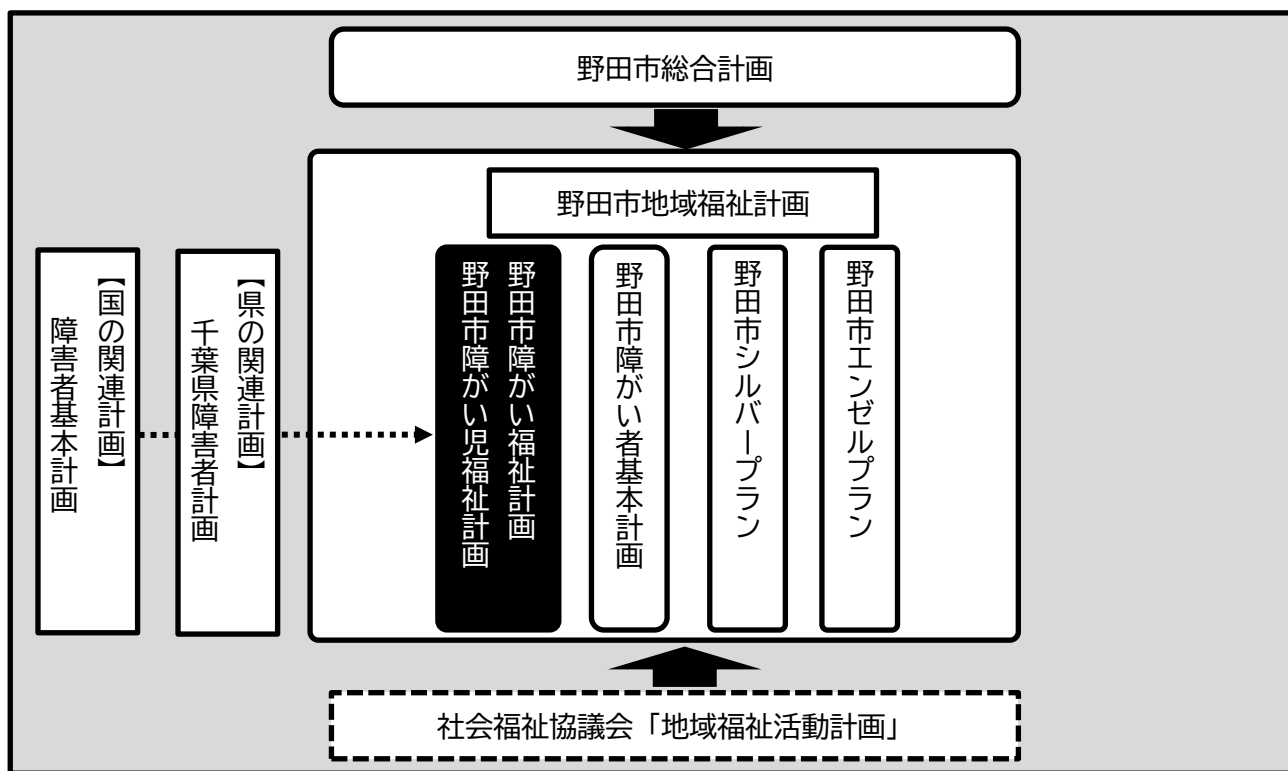 野田市総合計画
野田市地域福祉計画
野田市エンゼルプラン
野田市シルバープラン
野田市障がい者基本計画
野田市障がい福祉計画
野田市障がい児福祉計画
【県の関連計画】
千葉県障害者計画
【国の関連計画】
障害者基本計画
社会福祉協議会「地域福祉活動計画」